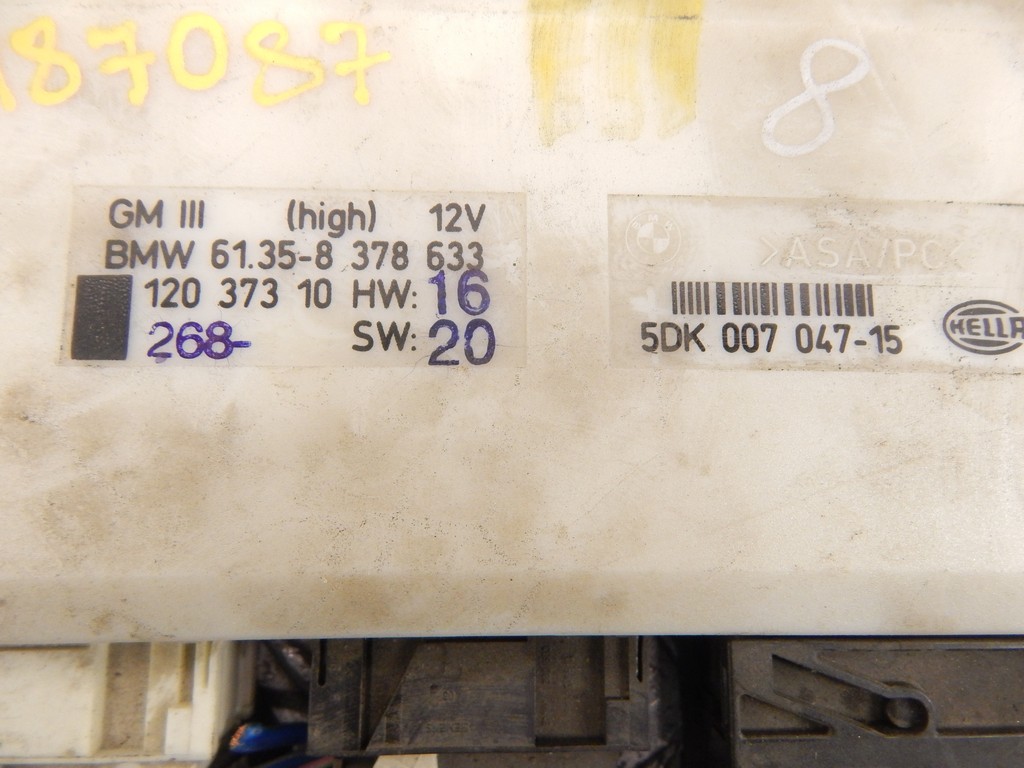 187087
8
GM III (high) 12V
BMW 61.35-8 378 633
120 373 10 HW: 16
268- SW: 20
>ASA/PC<
5DK 007 047-15
HELLA